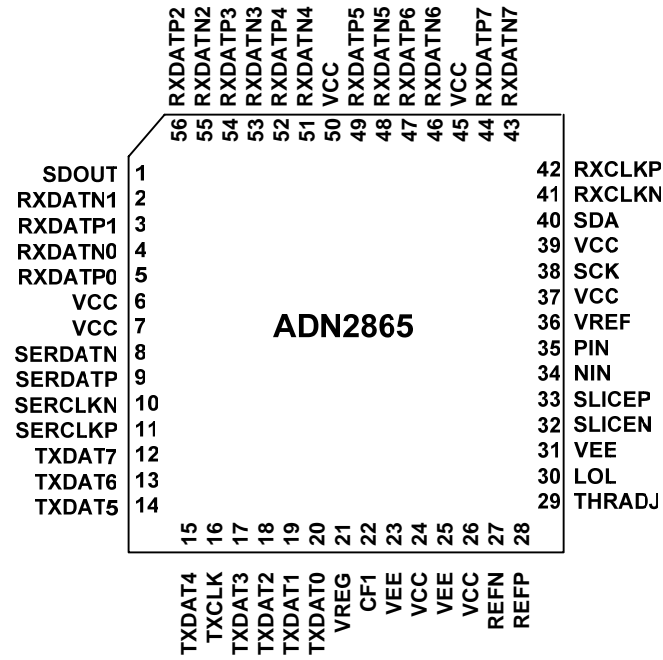 RXDATP2
RXDATN2
RXDATP3
RXDATN3
RXDATP4
RXDATN4
VCC
RXDATP5
RXDATN5
RXDATP6
RXDATN6
VCC
RXDATP7
RXDATN7
56
55
54
53
52
51
50
49
48
47
46
45
44
43
SDOUT 1
RXDATN1 2
RXDATP1 3
RXDATN0 4
RXDATP0 5
VCC 6
VCC 7
SERDATN 8
SERDATP 9
SERCLKN 10
SERCLKP 11
TXDAT7 12
TXDAT6 13
TXDAT5 14
ADN2865
42 RXCLKP
41 RXCLKN
40 SDA
39 VCC
38 SCK
37 VCC
36 VREF
35 PIN
34 NIN
33 SLICEP
32 SLICEN
31 VEE
30 LOL
29 THRADJ
15
16
17
18
19
20
21
22
23
24
25
26
27
28
TXDAT4
TXCLK
TXDAT3
TXDAT2
TXDAT1
TXDAT0
VREG
CF1
VEE
VCC
VEE
VCC
REFN
REFP